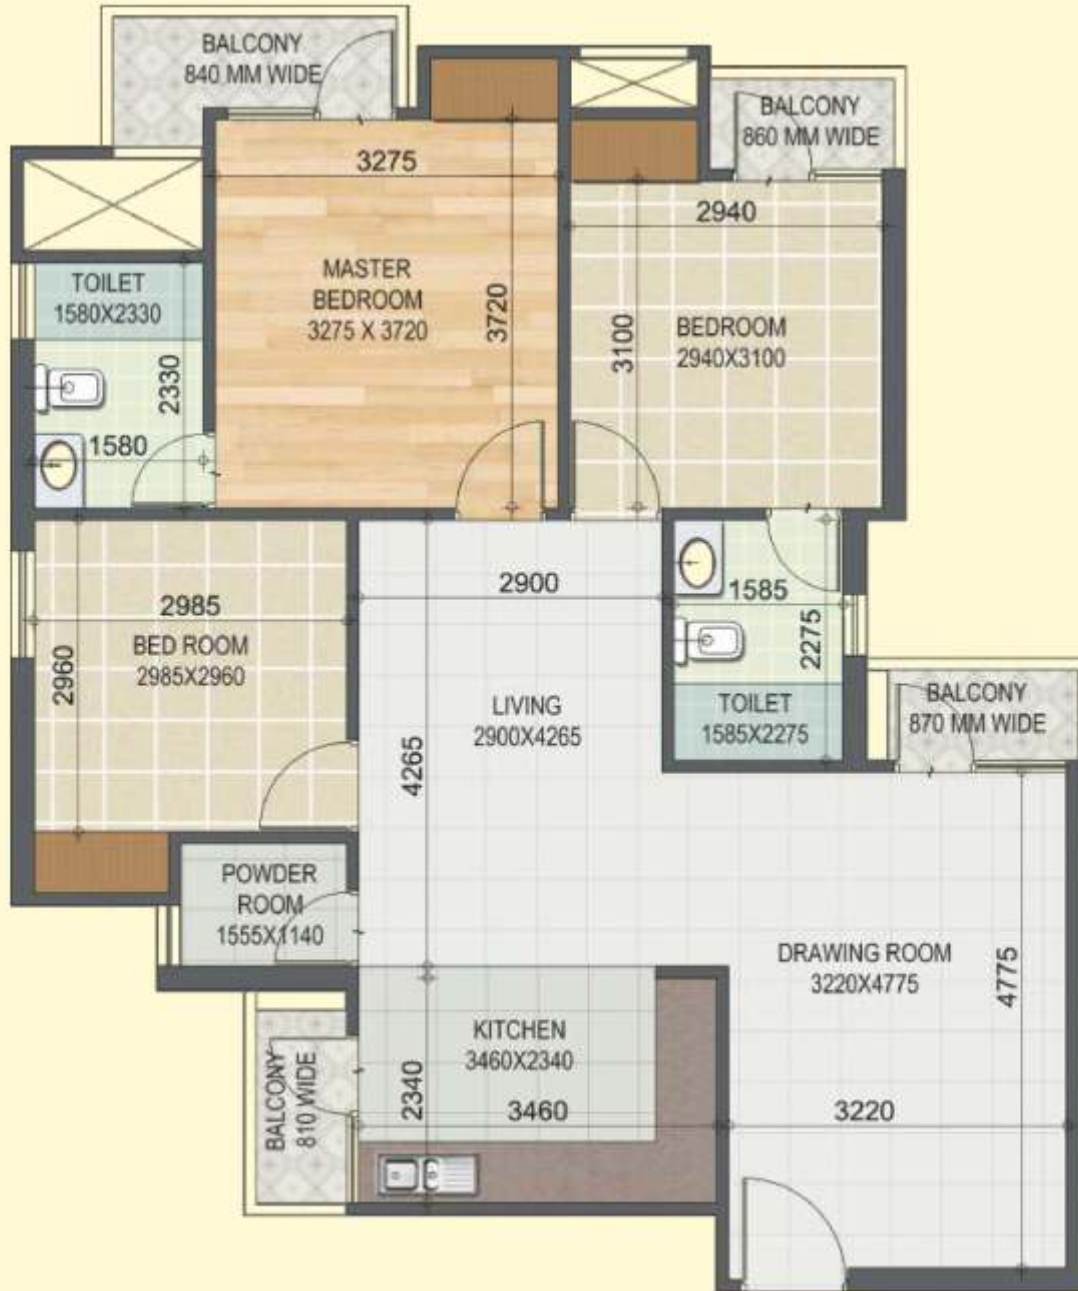 BALCONY
840 MM WIDE
BALCONY
860 MM WIDE
3275
2940
TOILET
1580X2330
MASTER
BEDROOM
3275 X 3720
3720
3100
BEDROOM
2940X3100
2330
1580
2985
BED ROOM
2985X2960
2960
2900
1585
2275
TOILET
1585X2275
LIVING
2900X4265
4265
BALCONY
870 MM WIDE
POWDER
ROOM
1555X1140
DRAWING ROOM
3220X4775
4775
KITCHEN
3460X2340
2340
3460
3220
BALCONY
810 WIDE